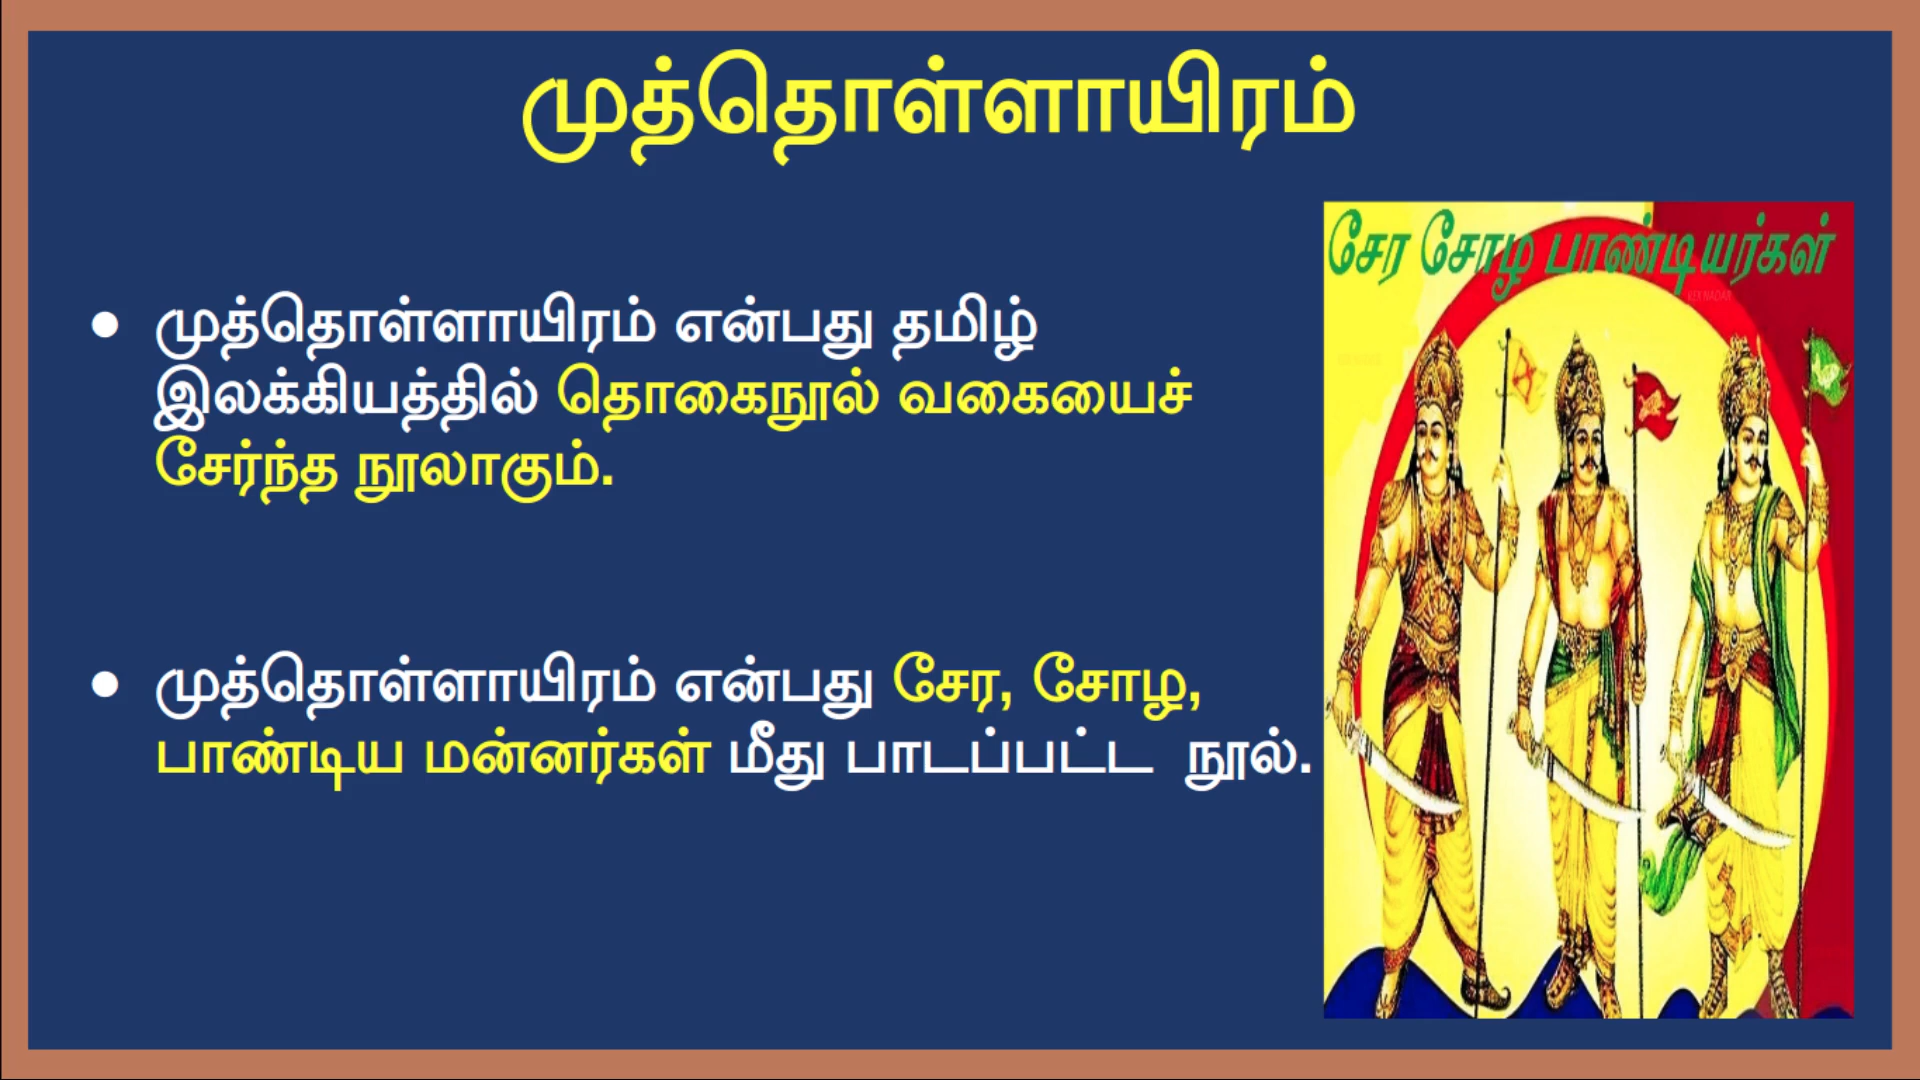 முத்தொள்ளாயிரம்
சேர சோழ பாண்டியர்கள்
● முத்தொள்ளாயிரம் என்பது தமிழ்
இலக்கியத்தில் தொகைநூல் வகையைச்
சேர்ந்த நூலாகும்.
● முத்தொள்ளாயிரம் என்பது சேர, சோழ,
பாண்டிய மன்னர்கள் மீது பாடப்பட்ட நூல்.